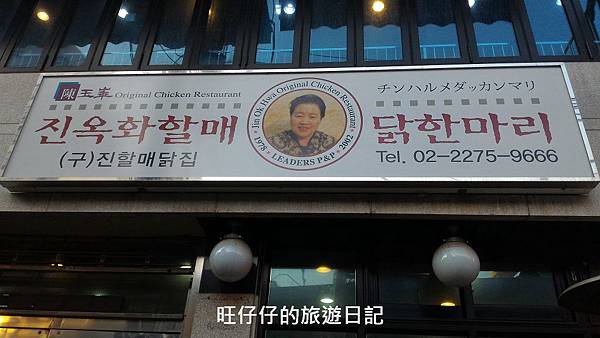 陳玉華 Original Chicken Restaurant
진옥화할매
(구)진할매닭집
Jin Ok Hwa Original Chicken Restaurant
1978 • LEADERS P&P • 2002
チンハルメダッカンマリ
닭한마리
Tel. 02-2275-9666
旺仔仔的旅遊日記